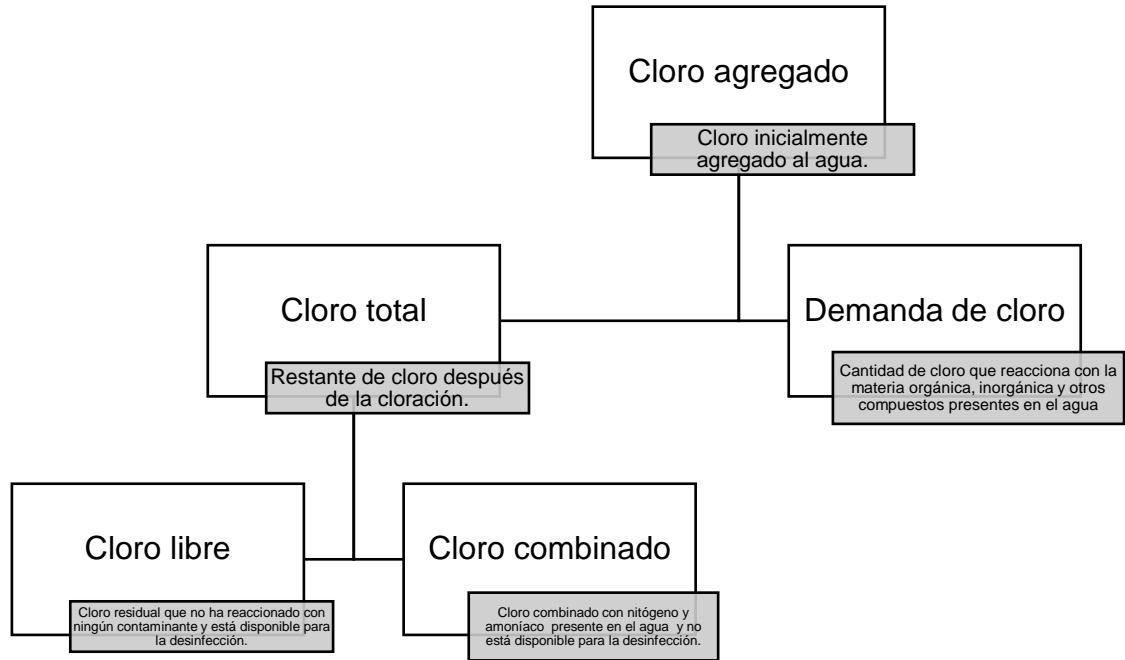 Cloro agregado
Cloro inicialmente
agregado al agua.
Cloro total
Restante de cloro después
de la cloración.
Demanda de cloro
Cantidad de cloro que reacciona con la
materia orgánica, inorgánica y otros
compuestos presentes en el agua
Cloro libre
Cloro residual que no ha reaccionado con
ningún contaminante y está disponible para
la desinfección.
Cloro combinado
Cloro combinado con nitógeno y
amoníaco presente en el agua y no
está disponible para la desinfección.